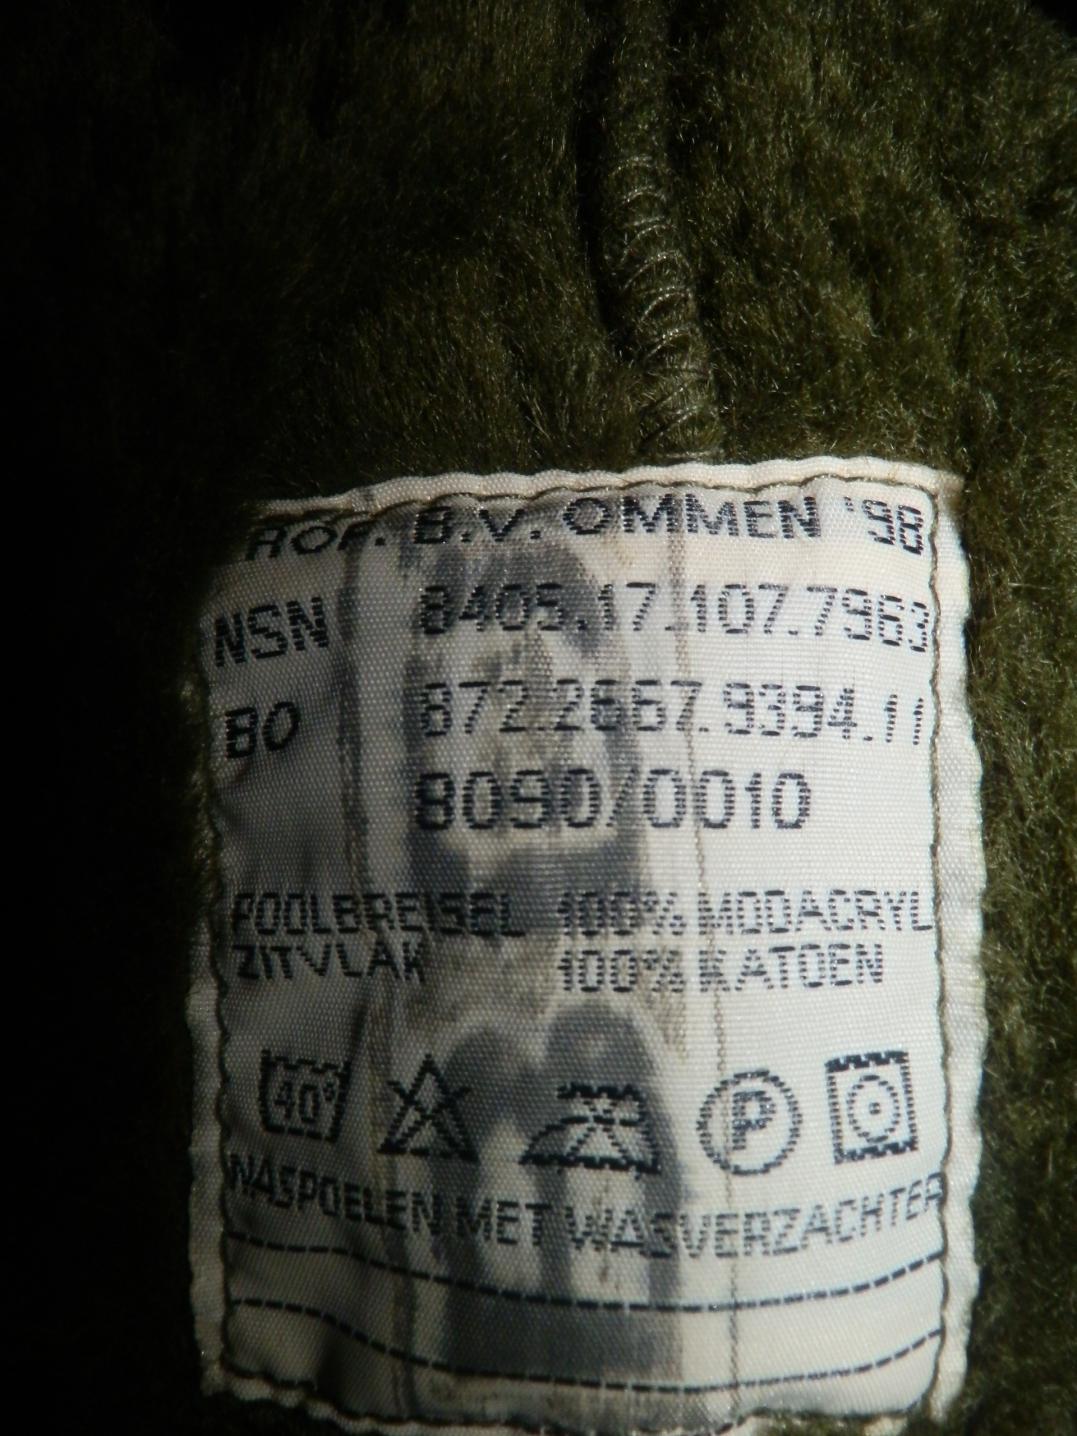 B.V. OMMEN '98
NSN 8405.17.107.7963
BO 872.2667.9394.11
8090/0010
POOLBREISEL 100% MODACRYL
ZITVLAK 100% KATOEN
40° P
WASPOELEN MET WASVERZACHTER